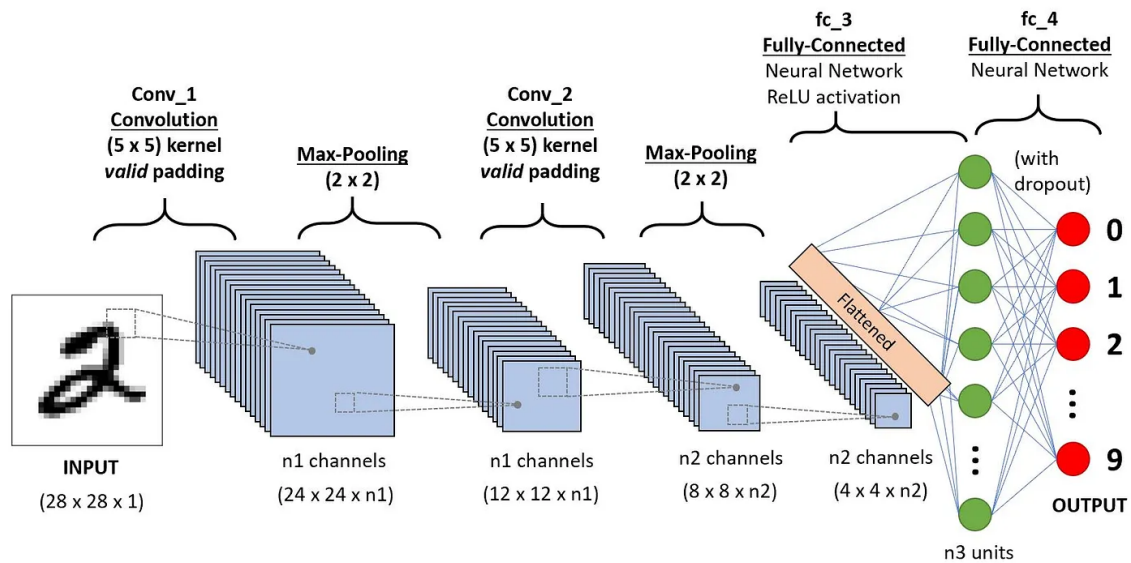 fc_3
Fully-Connected
Neural Network
ReLU activation
fc_4
Fully-Connected
Neural Network
Conv_1
Convolution
(5 x 5) kernel
valid padding
Max-Pooling
(2 x 2)
Conv_2
Convolution
(5 x 5) kernel
valid padding
Max-Pooling
(2 x 2)
(with
dropout)
Flattened
0
1
2
9
INPUT
(28 x 28 x 1)
n1 channels
(24 x 24 x n1)
n1 channels
(12 x 12 x n1)
n2 channels
(8 x 8 x n2)
n2 channels
(4 x 4 x n2)
OUTPUT
n3 units